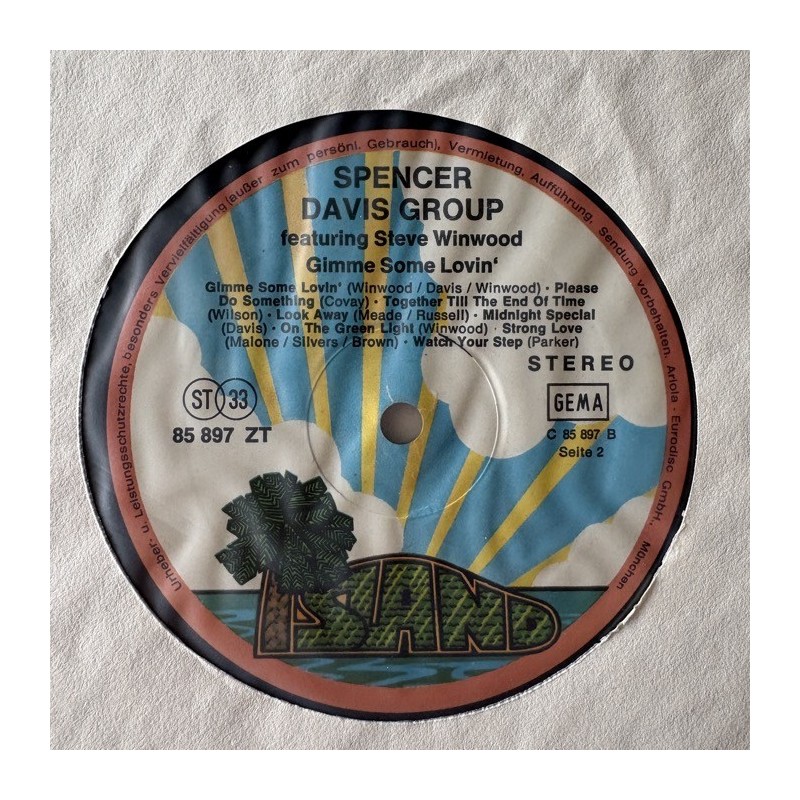 Urheber- u. Leistungsschutzrechte, besonders Vervielfältigung (außer zum persönl. Gebrauch), Vermietung, Aufführung, Sendung vorbehalten. Ariola - Eurodisc GmbH., München
SPENCER
DAVIS GROUP
featuring Steve Winwood
Gimme Some Lovin‘
Gimme Some Lovin‘ (Winwood / Davis / Winwood) · Please
Do Something (Covay) · Together Till The End Of Time
(Wilson) · Look Away (Meade / Russell) · Midnight Special
(Davis) · On The Green Light (Winwood) · Strong Love
(Malone / Silvers / Brown) · Watch Your Step (Parker)
STEREO
ST 33
GEMA
85 897 ZT
C 85 897 B
Seite 2
ISLAND